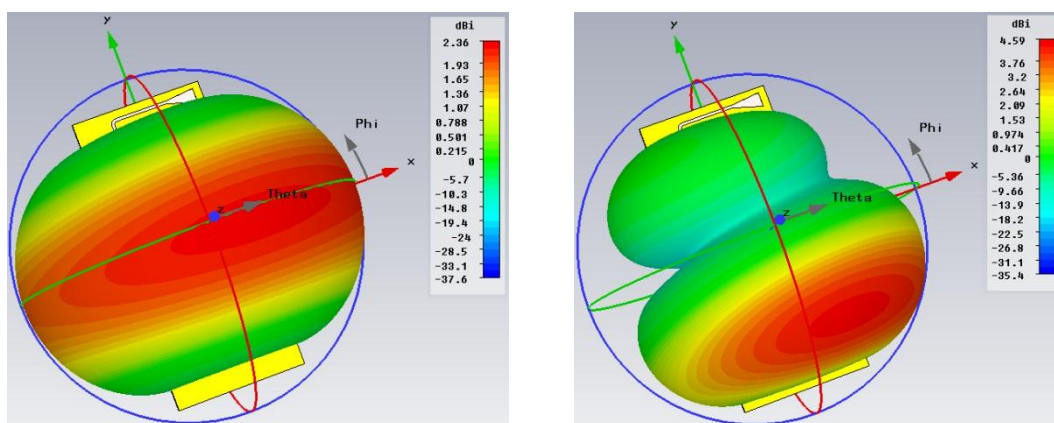 dBi
2.36
1.93
1.65
1.36
1.07
0.788
0.501
0.215
0
-5.7
-10.3
-14.8
-19.4
-24
-28.5
-33.1
-37.6
y
Phi
x
Theta
z
dBi
4.59
3.76
3.2
2.64
2.09
1.53
0.974
0.417
0
-5.36
-9.66
-13.9
-18.2
-22.5
-26.8
-31.1
-35.4
y
Phi
x
Theta
z